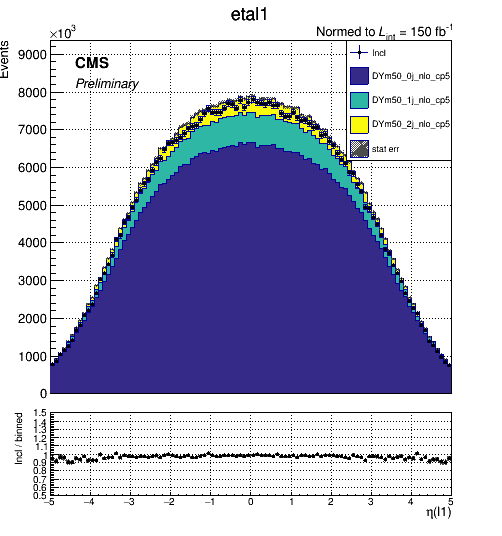 etal1
×10³
Normed to L_int = 150 fb⁻¹
Events
CMS
Preliminary
Incl
DYm50_0j_nlo_cp5
DYm50_1j_nlo_cp5
DYm50_2j_nlo_cp5
stat err
9000
8000
7000
6000
5000
4000
3000
2000
1000
0
Incl / binned
1.5
1.4
1.3
1.2
1.1
1
0.9
0.8
0.7
0.6
0.5
−5 −4 −3 −2 −1 0 1 2 3 4 5
η(l1)